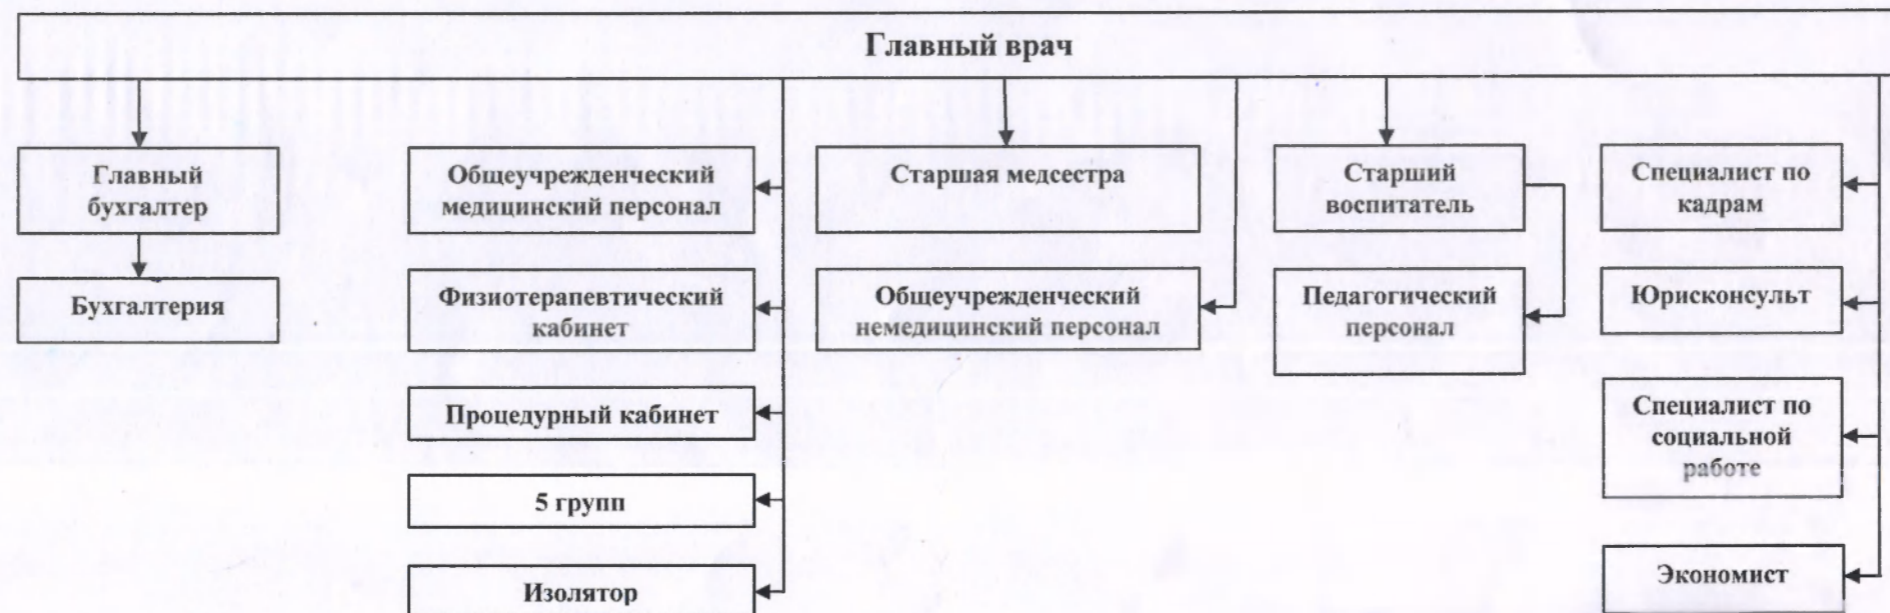 Главный врач
Главный
бухгалтер
Бухгалтерия
Общеучрежденческий
медицинский персонал
Физиотерапевтический
кабинет
Процедурный кабинет
5 групп
Изолятор
Старшая медсестра
Общеучрежденческий
немедицинский персонал
Старший
воспитатель
Педагогический
персонал
Специалист по
кадрам
Юрисконсульт
Специалист по
социальной
работе
Экономист